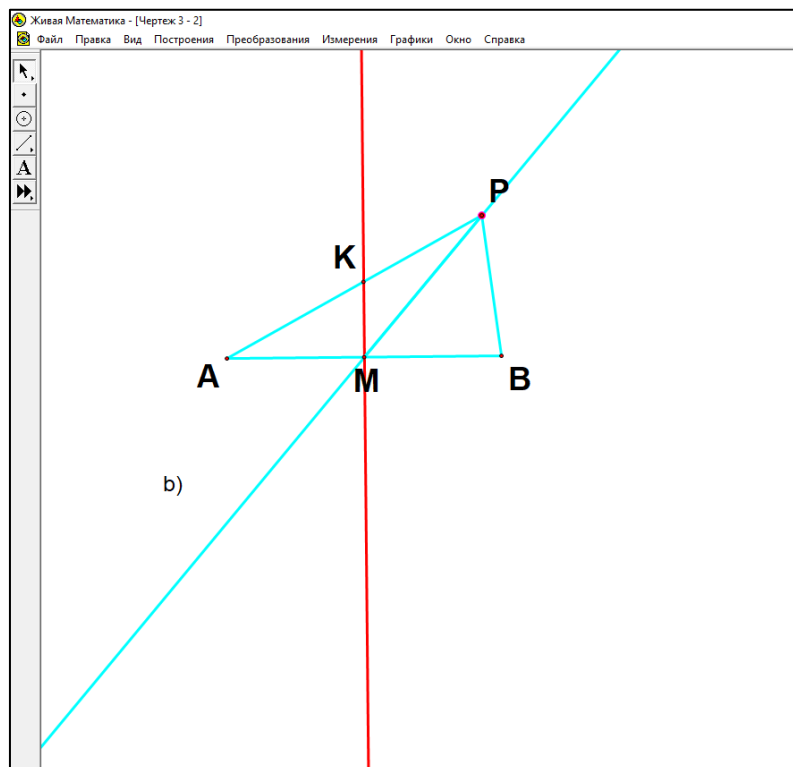 Живая Математика - [Чертеж 3 - 2]
Файл Правка Вид Построения Преобразования Измерения Графики Окно Справка
A
P
K
A
M
B
b)